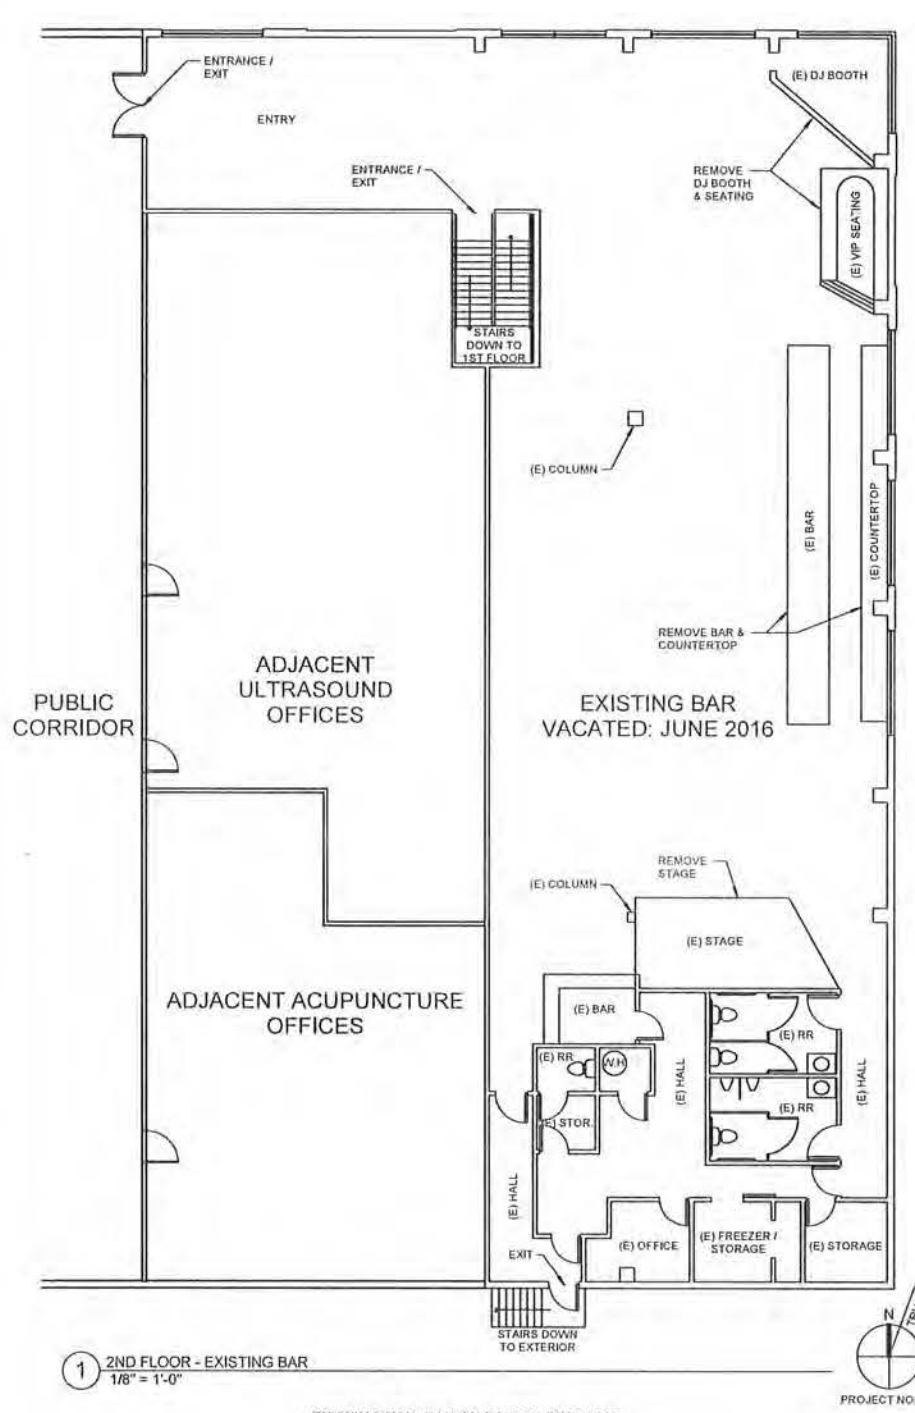 ENTRANCE /
EXIT
(E) DJ BOOTH
ENTRY
ENTRANCE /
EXIT
REMOVE
DJ BOOTH
& SEATING
(E) VIP SEATING
STAIRS
DOWN TO
1ST FLOOR
(E) COLUMN
(E) BAR
(E) COUNTERTOP
REMOVE BAR &
COUNTERTOP
ADJACENT
ULTRASOUND
OFFICES
PUBLIC
CORRIDOR
EXISTING BAR
VACATED: JUNE 2016
REMOVE
STAGE
(E) COLUMN
(E) STAGE
ADJACENT ACUPUNCTURE
OFFICES
(E) BAR
(E) RR
(E) RR
W.H
(E) HALL
(E) HALL
(E) RR
(E) STOR.
(E) HALL
(E) OFFICE
(E) FREEZER /
STORAGE
(E) STORAGE
EXIT
STAIRS DOWN
TO EXTERIOR
N
1
2ND FLOOR - EXISTING BAR
1/8" = 1'-0"
PROJECT NO